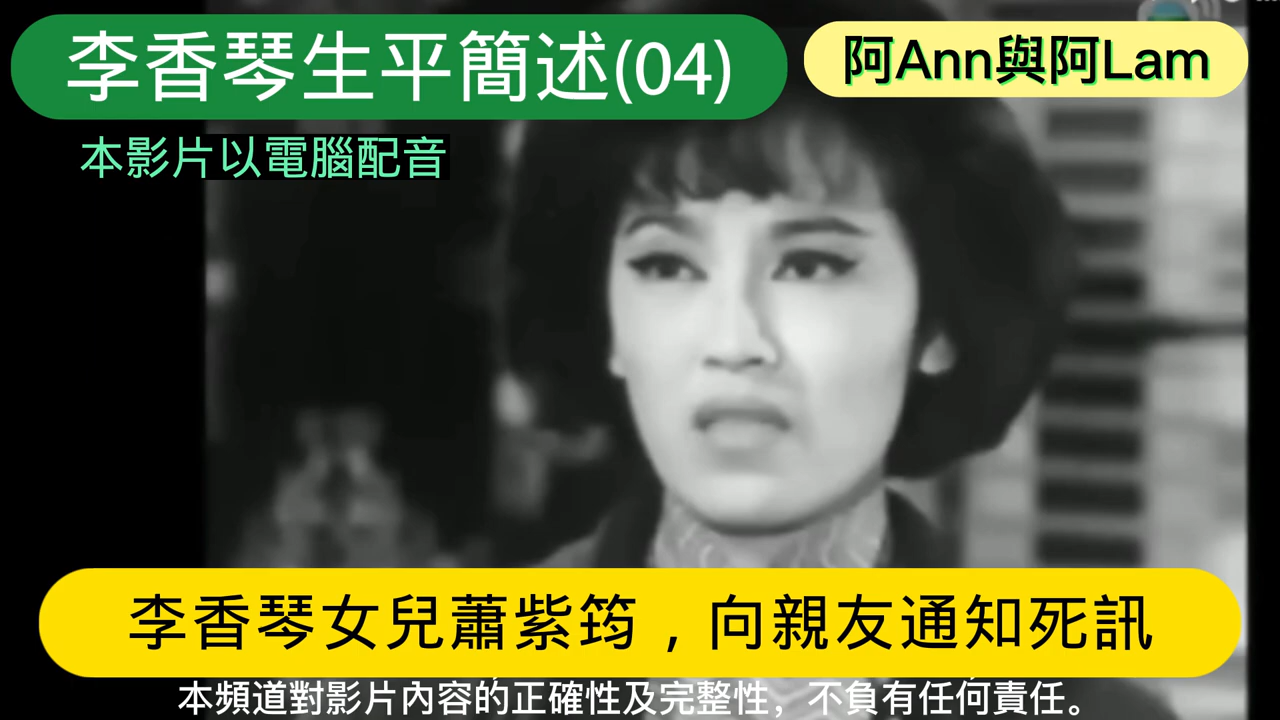 李香琴生平簡述(04)
阿Ann與阿Lam
本影片以電腦配音
李香琴女兒蕭紫筠，向親友通知死訊
本頻道對影片內容的正確性及完整性，不負有任何責任。